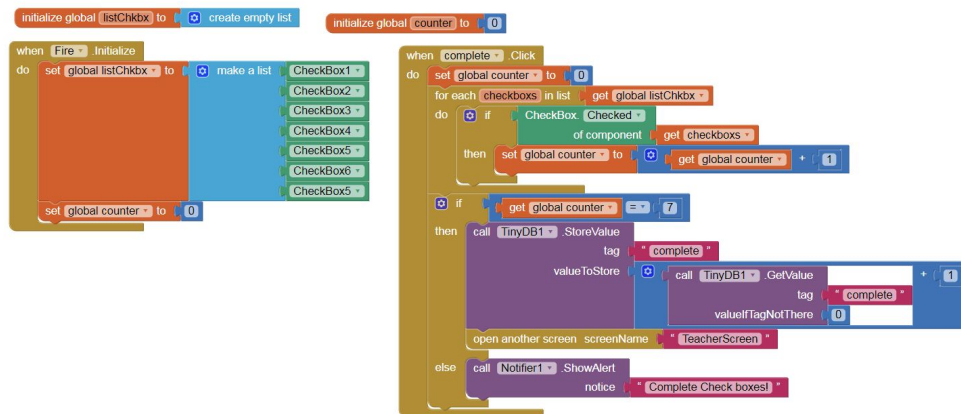 initialize global listChkbx to create empty list
initialize global counter to 0
when Fire .Initialize
do set global listChkbx to make a list CheckBox1
CheckBox2
CheckBox3
CheckBox4
CheckBox5
CheckBox6
CheckBox5
set global counter to 0
when complete .Click
do set global counter to 0
for each checkboxs in list get global listChkbx
do if CheckBox. Checked
of component get checkboxs
then set global counter to get global counter + 1
if get global counter = 7
then call TinyDB1 .StoreValue
tag " complete "
valueToStore call TinyDB1 .GetValue + 1
tag " complete "
valueIfTagNotThere 0
open another screen screenName " TeacherScreen "
else call Notifier1 .ShowAlert
notice " Complete Check boxes! "